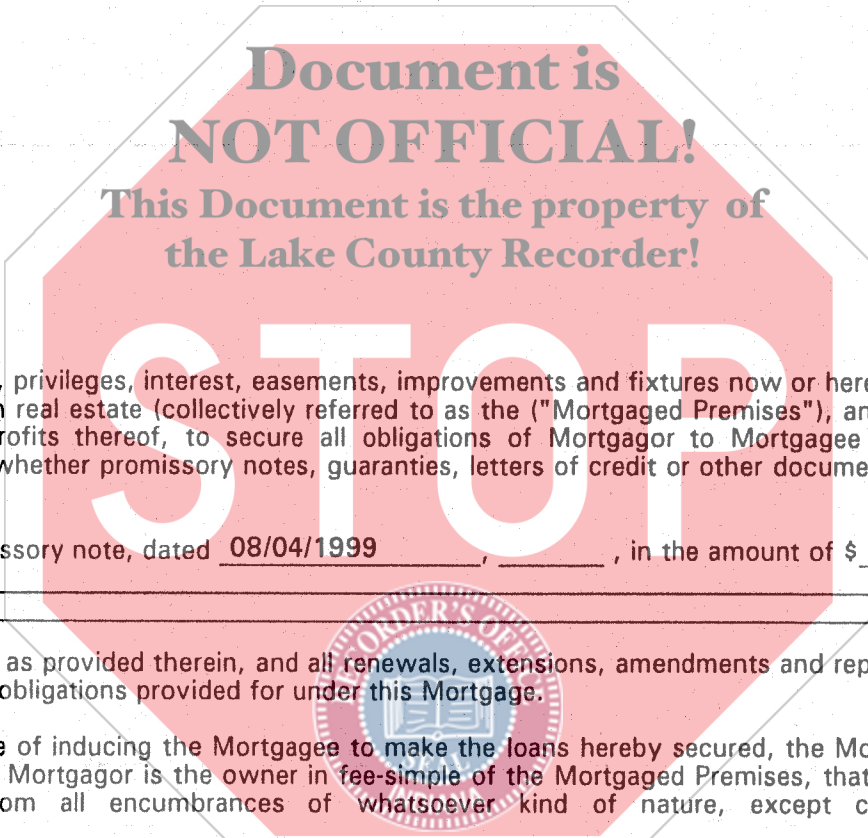 Document is
NOT OFFICIAL!
This Document is the property of
the Lake County Recorder!
STOP
, privileges, interest, easements, improvements and fixtures now or here
n real estate (collectively referred to as the ("Mortgaged Premises"), an
rofits thereof, to secure all obligations of Mortgagor to Mortgagee
whether promissory notes, guaranties, letters of credit or other docume
ssory note, dated 08/04/1999 , , in the amount of $
RECORDER'S OFFIC
as provided therein, and all renewals, extensions, amendments and rep
obligations provided for under this Mortgage.
e of inducing the Mortgagee to make the loans hereby secured, the Mo
Mortgagor is the owner in fee-simple of the Mortgaged Premises, that
SEAL
om all encumbrances of whatsoever kind of nature, except c
INDIANA